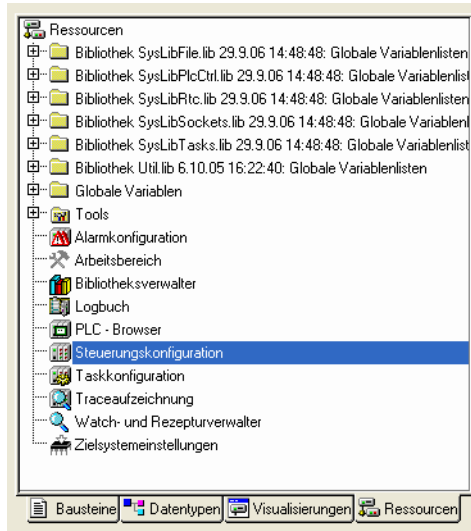 Ressourcen
Bibliothek SysLibFile.lib 29.9.06 14:48:48: Globale Variablenlisten
Bibliothek SysLibPlcCtrl.lib 29.9.06 14:48:48: Globale Variablenlist
Bibliothek SysLibRtc.lib 29.9.06 14:48:48: Globale Variablenlisten
Bibliothek SysLibSockets.lib 29.9.06 14:48:48: Globale Variablenl
Bibliothek SysLibTasks.lib 29.9.06 14:48:48: Globale Variablenlist
Bibliothek Util.lib 6.10.05 16:22:40: Globale Variablenlisten
Globale Variablen
Tools
Alarmkonfiguration
Arbeitsbereich
Bibliotheksverwalter
Logbuch
PLC - Browser
Steuerungskonfiguration
Taskkonfiguration
Traceaufzeichnung
Watch- und Rezepturverwalter
Zielsystemeinstellungen
Bausteine Datentypen Visualisierungen Ressourcen